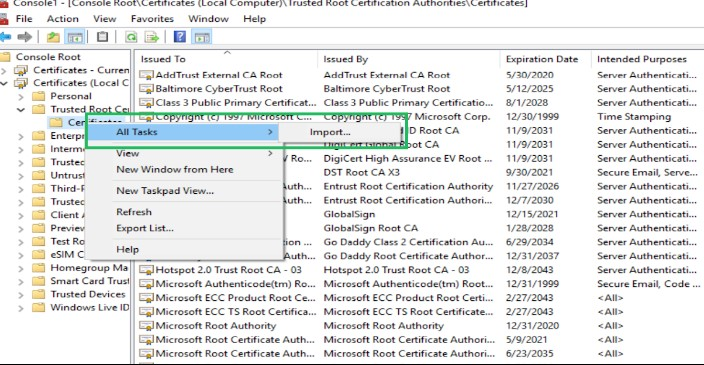 Console1 - [Console Root\Certificates (Local Computer)\Trusted Root Certification Authorities\Certificates]
File Action View Favorites Window Help
Console Root
Certificates - Curren
Certificates (Local C
Personal
Trusted Root Cer
Certificates
Enterpr
Interme
Trusted
Untrust
Third-P
Trusted
Client A
Preview
Test Ro
eSIM C
Homegroup Ma
Smart Card Trust
Trusted Devices
Windows Live ID
All Tasks > Import...
View >
New Window from Here
New Taskpad View...
Refresh
Export List...
Help
Issued To Issued By Expiration Date Intended Purposes
AddTrust External CA Root AddTrust External CA Root 5/30/2020 Server Authenticati...
Baltimore CyberTrust Root Baltimore CyberTrust Root 5/12/2025 Server Authenticati...
Class 3 Public Primary Certificat... Class 3 Public Primary Certificatio... 8/1/2028 Server Authenticati...
Copyright (c) 1997 Microsoft C... Copyright (c) 1997 Microsoft Corp. 12/30/1999 Time Stamping
D Root CA 11/9/2031 Server Authenticati...
DigiCert Global Root CA 11/9/2031 Server Authenticati...
V Ro... DigiCert High Assurance EV Root ... 11/9/2031 Server Authenticati...
DST Root CA X3 9/30/2021 Secure Email, Serve...
Auth... Entrust Root Certification Authority 11/27/2026 Server Authenticati...
Auth... Entrust Root Certification Authori... 12/7/2030 Server Authenticati...
GlobalSign 12/15/2021 Server Authenticati...
GlobalSign Root CA 1/28/2028 Server Authenticati...
ion ... Go Daddy Class 2 Certification Au... 6/29/2034 Server Authenticati...
Auth... Go Daddy Root Certificate Author... 12/31/2037 Server Authenticati...
Hotspot 2.0 Trust Root CA - 03 Hotspot 2.0 Trust Root CA - 03 12/8/2043 Server Authenticati...
Microsoft Authenticode(tm) Ro... Microsoft Authenticode(tm) Root... 12/31/1999 Secure Email, Code ...
Microsoft ECC Product Root Ce... Microsoft ECC Product Root Certi... 2/27/2043 <All>
Microsoft ECC TS Root Certifica... Microsoft ECC TS Root Certificate... 2/27/2043 <All>
Microsoft Root Authority Microsoft Root Authority 12/31/2020 <All>
Microsoft Root Certificate Auth... Microsoft Root Certificate Authori... 5/9/2021 <All>
Microsoft Root Certificate Auth... Microsoft Root Certificate Authori... 6/23/2035 <All>